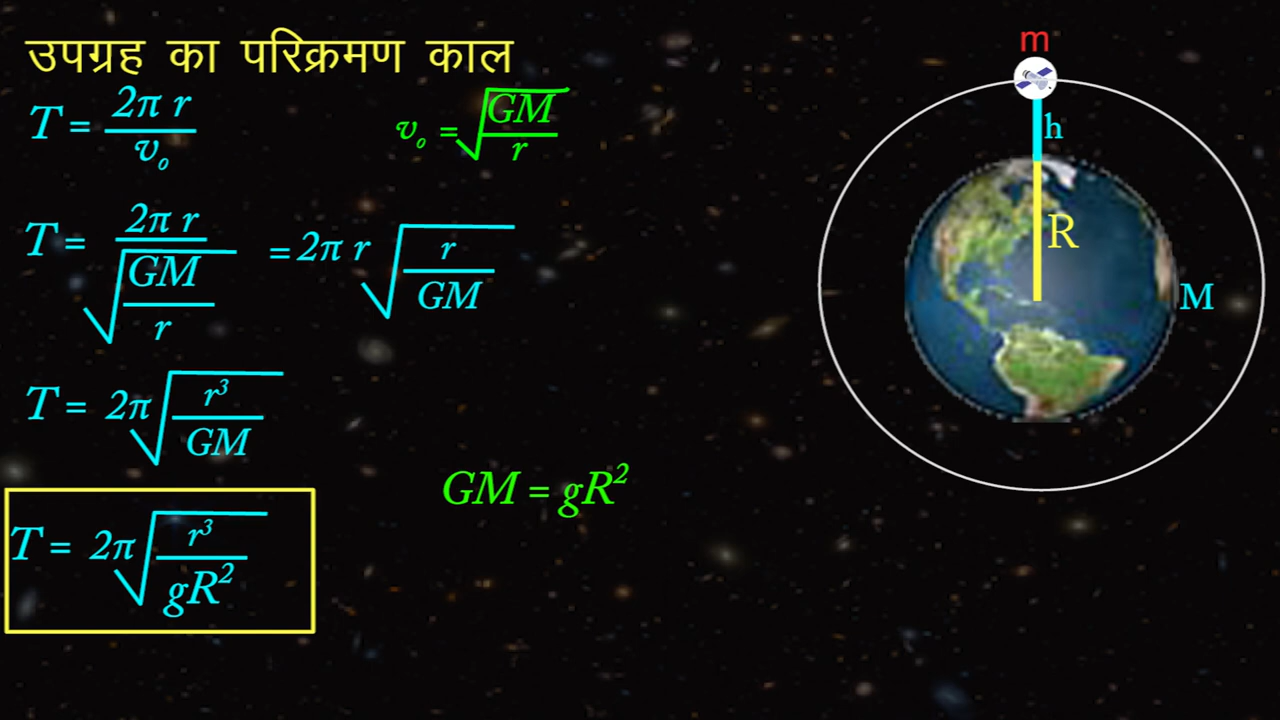 उपग्रह का परिक्रमण काल
T = 2π r / v₀
v₀ = √(GM / r)
T = 2π r / √(GM / r) = 2π r √(r / GM)
T = 2π √(r³ / GM)
GM = gR²
T = 2π √(r³ / gR²)
m
h
R
M